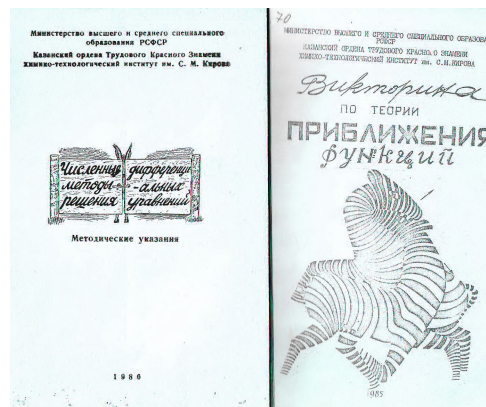 Министерство высшего и среднего специального
образования РСФСР
Казанский ордена Трудового Красного Знамени
химико-технологический институт им. С. М. Кирова
Численные
методы
решения
дифференци
-альных
уравнений
Методические указания
1986
70
МИНИСТЕРСТВО ВЫСШЕГО И СРЕДНЕГО СПЕЦИАЛЬНОГО ОБРАЗОВА
РСФСР
КАЗАНСКИЙ ОРДЕНА ТРУДОВОГО КРАСНОГО ЗНАМЕНИ
ХИМИКО-ТЕХНОЛОГИЧЕСКИЙ ИНСТИТУТ ИМ. С.М.КИРОВА
Викторина
ПО ТЕОРИИ
ПРИБЛИЖЕНИЯ
ФУНКЦИЙ
1985